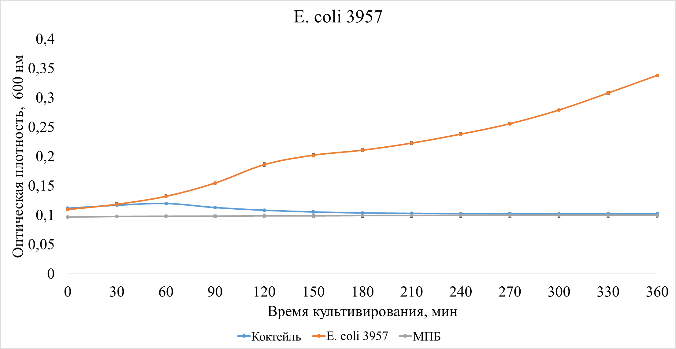 E. coli 3957
Оптическая плотность, 600 нм
0,4
0,35
0,3
0,25
0,2
0,15
0,1
0,05
0
0 30 60 90 120 150 180 210 240 270 300 330 360
Время культивирования, мин
Коктейль E. coli 3957 МПБ